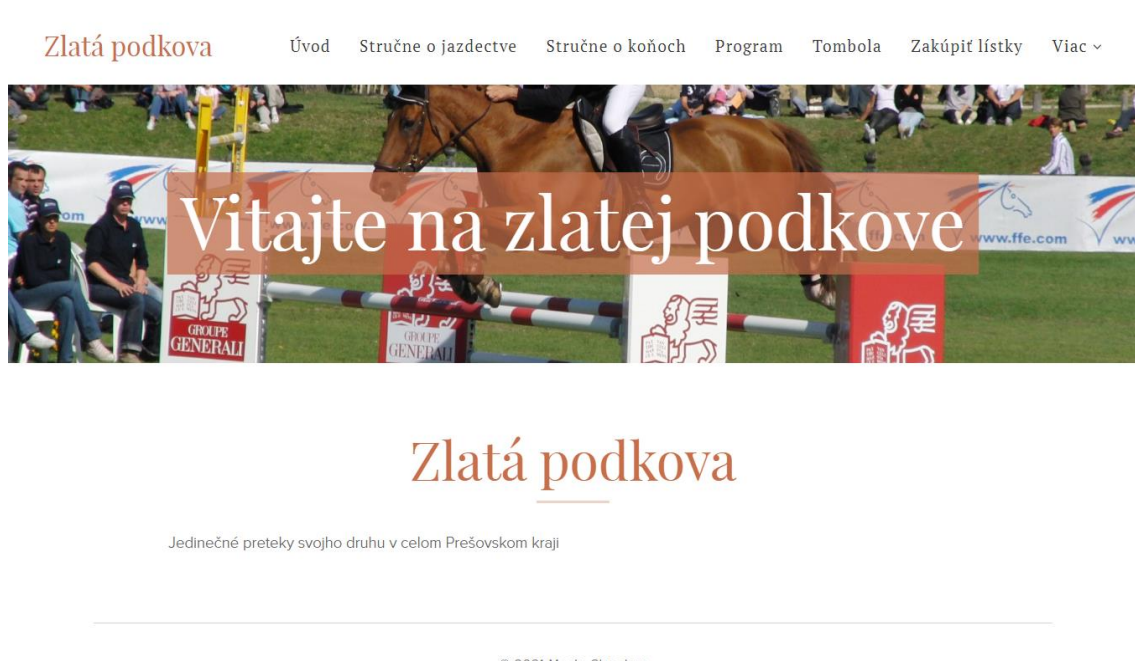 Zlatá podkova
Úvod Stručne o jazdectve Stručne o koňoch Program Tombola Zakúpiť lístky Viac
Vitajte na zlatej podkove
www.ffe.com
GROUPE
GENERALI
GROUPE
GENERALI
Zlatá podkova
Jedinečné preteky svojho druhu v celom Prešovskom kraji